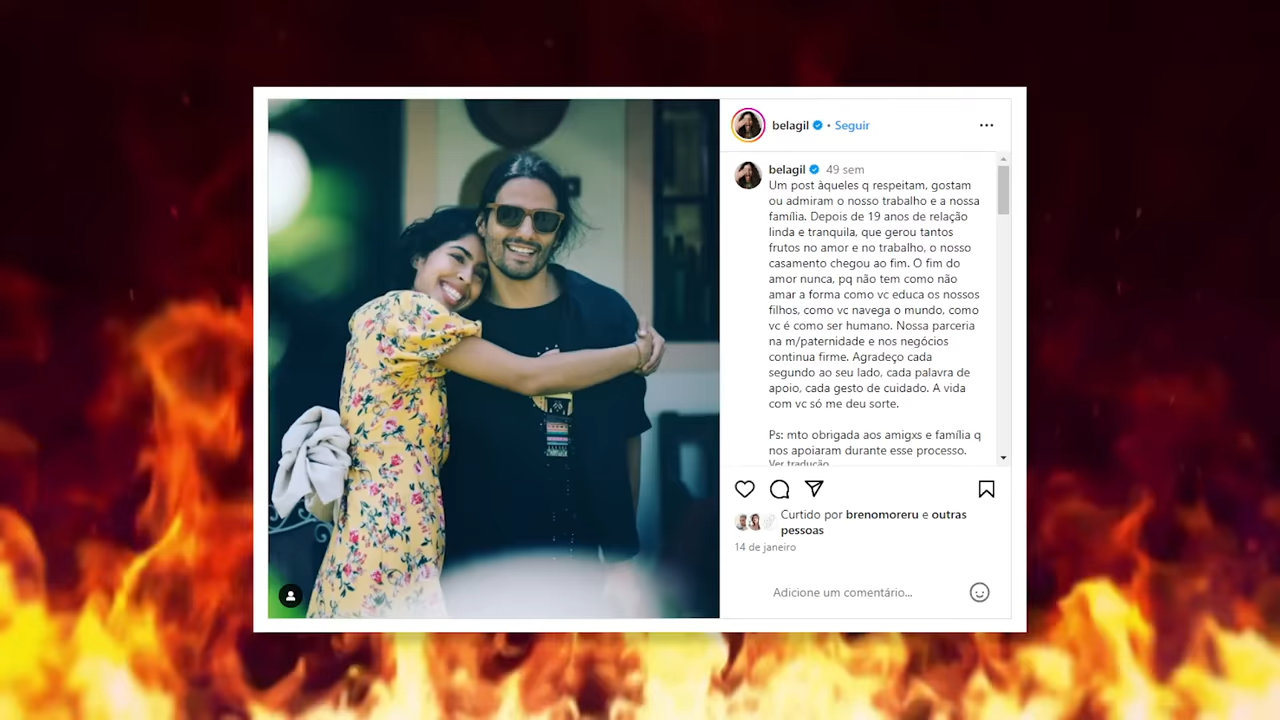 belagil • Seguir
belagil 49 sem
Um post àqueles q respeitam, gostam
ou admiram o nosso trabalho e a nossa
família. Depois de 19 anos de relação
linda e tranquila, que gerou tantos
frutos no amor e no trabalho, o nosso
casamento chegou ao fim. O fim do
amor nunca, pq não tem como não
amar a forma como vc educa os nossos
filhos, como vc navega o mundo, como
vc é como ser humano. Nossa parceria
na m/paternidade e nos negócios
continua firme. Agradeço cada
segundo ao seu lado, cada palavra de
apoio, cada gesto de cuidado. A vida
com vc só me deu sorte.
Ps: mto obrigada aos amigxs e família q
nos apoiaram durante esse processo.
Ver tradução
Curtido por brenomoreru e outras
pessoas
14 de janeiro
Adicione um comentário...